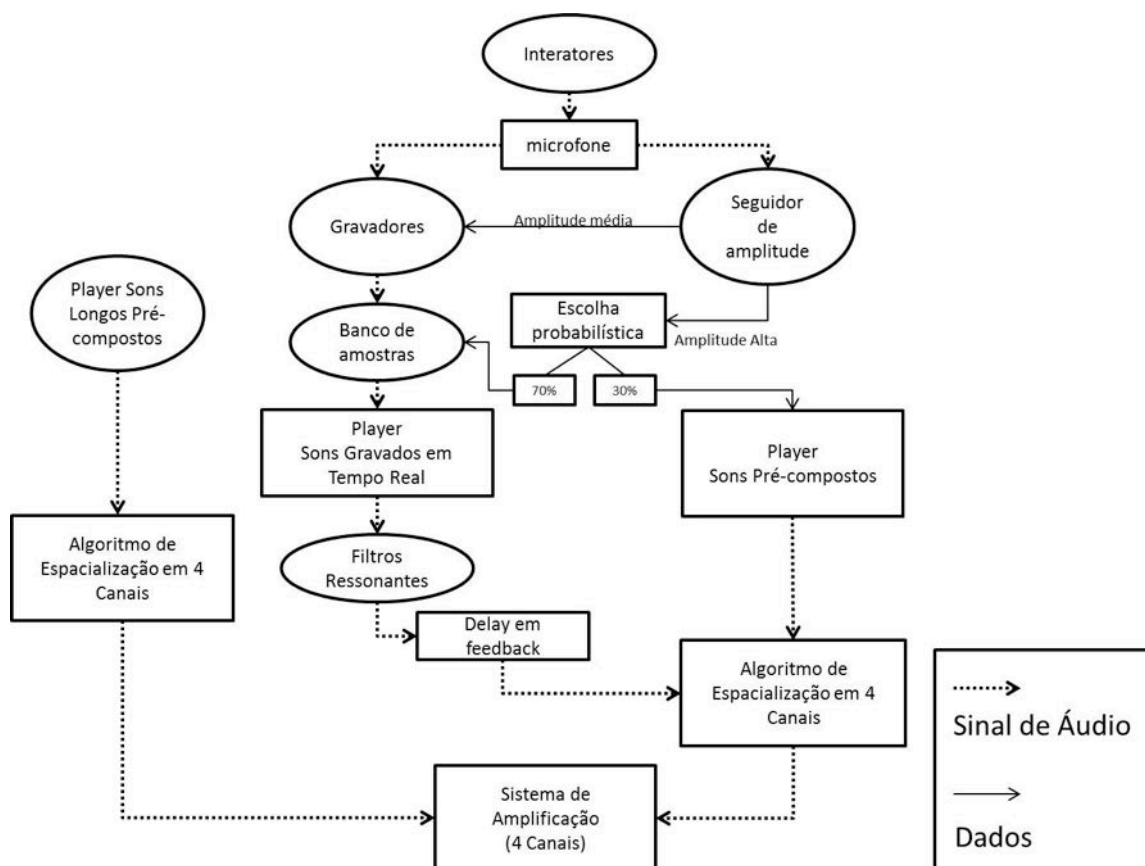 Interatores
microfone
Gravadores
Amplitude média
Seguidor
de
amplitude
Player Sons
Longos Pré-
compostos
Banco de
amostras
Escolha
probabilística
Amplitude Alta
70%
30%
Player
Sons Gravados em
Tempo Real
Player
Sons Pré-compostos
Algoritmo de
Espacialização em 4
Canais
Filtros
Ressonantes
Delay em
feedback
Algoritmo de
Espacialização em 4
Canais
Sistema de
Amplificação
(4 Canais)
Sinal de Áudio
Dados